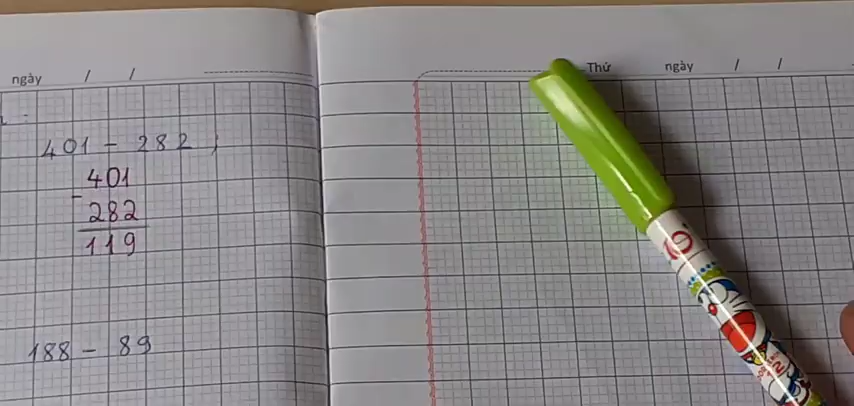 ngày / /
401 - 282 ;
401
-
282
119
188 - 89
Thứ ngày / /